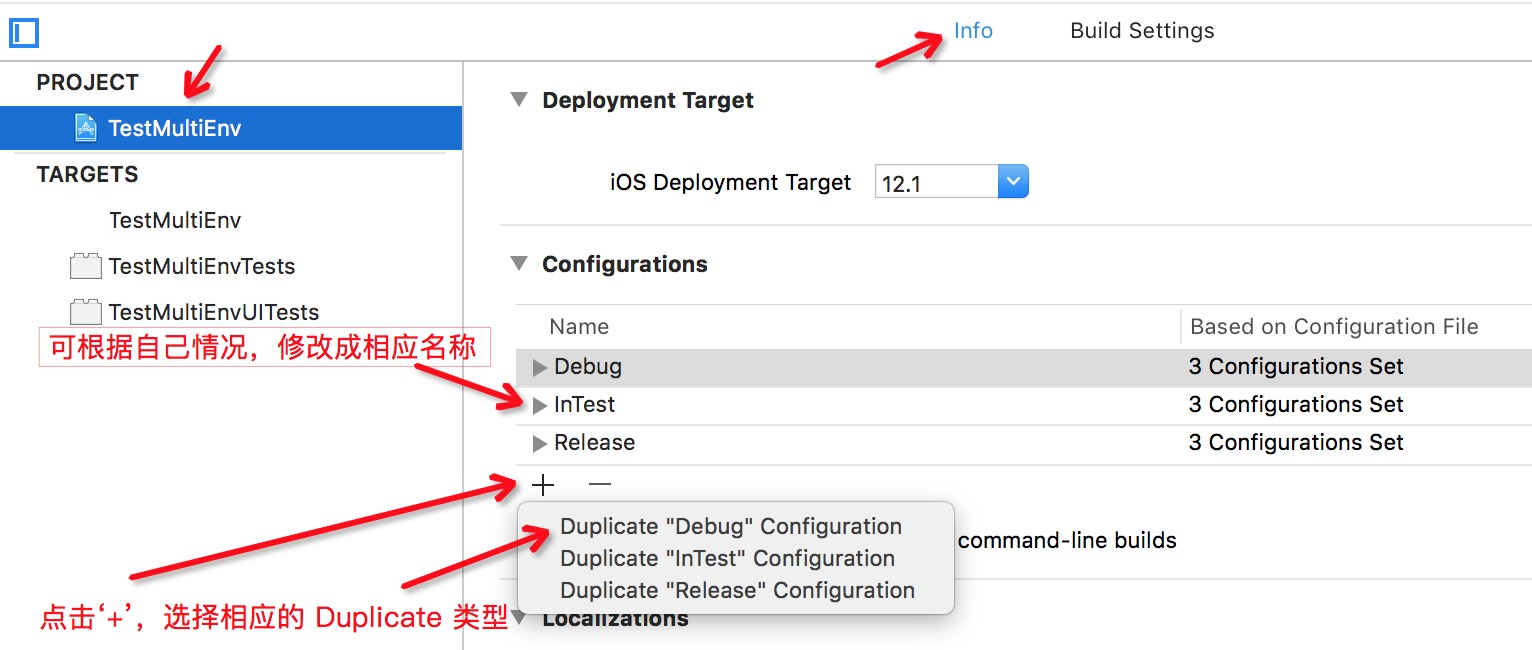 Info
Build Settings
PROJECT
TestMultiEnv
TARGETS
TestMultiEnv
TestMultiEnvTests
TestMultiEnvUITests
可根据自己情况，修改成相应名称
Deployment Target
iOS Deployment Target 12.1
Configurations
Name Based on Configuration File
Debug 3 Configurations Set
InTest 3 Configurations Set
Release 3 Configurations Set
+ —
Duplicate "Debug" Configuration
Duplicate "InTest" Configuration
Duplicate "Release" Configuration
command-line builds
点击‘+’，选择相应的 Duplicate 类型
Localizations